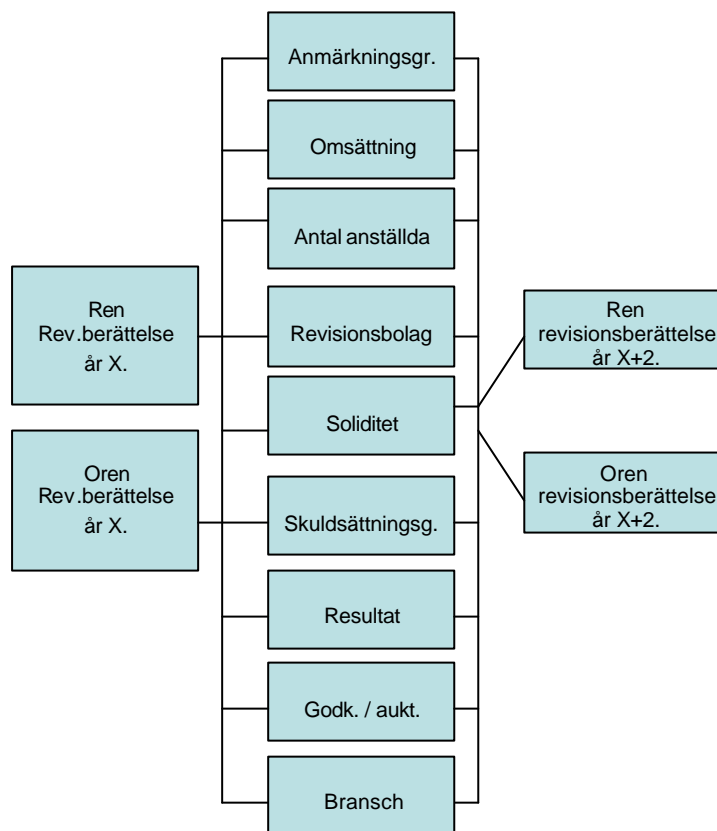 Anmärkningsgr.
Omsättning
Antal anställda
Ren
Rev.berättelse
år X.
Revisionsbolag
Ren
revisionsberättelse
år X+2.
Soliditet
Oren
Rev.berättelse
år X.
Skuldsättningsg.
Oren
revisionsberättelse
år X+2.
Resultat
Godk. / aukt.
Bransch